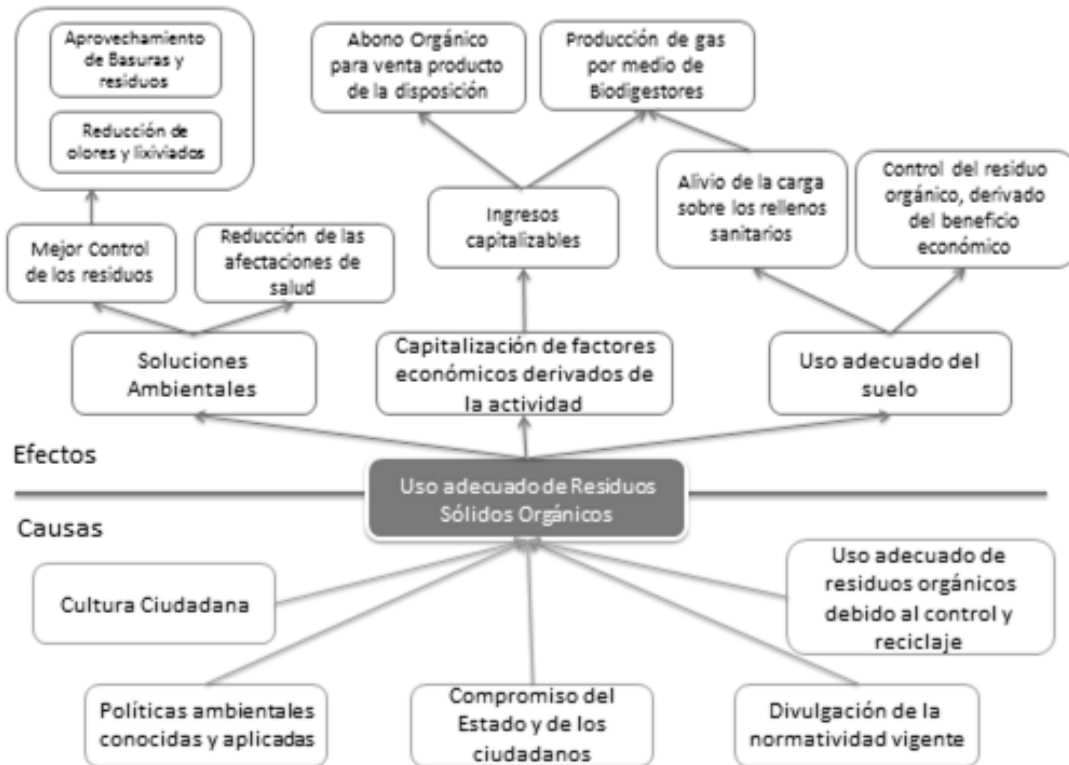 Aprovechamiento
de Basuras y
residuos
Reducción de
olores y lixiviados
Abono Orgánico
para venta producto
de la disposición
Producción de gas
por medio de
Biodigestores
Mejor Control
de los residuos
Reducción de las
afectaciones de
salud
Ingresos
capitalizables
Alivio de la carga
sobre los rellenos
sanitarios
Control del residuo
orgánico, derivado
del beneficio
económico
Soluciones
Ambientales
Capitalización de factores
económicos derivados de
la actividad
Uso adecuado del
suelo
Efectos
Uso adecuado de Residuos
Sólidos Orgánicos
Causas
Cultura Ciudadana
Uso adecuado de
residuos orgánicos
debido al control y
reciclaje
Políticas ambientales
conocidas y aplicadas
Compromiso del
Estado y de los
ciudadanos
Divulgación de la
normatividad vigente